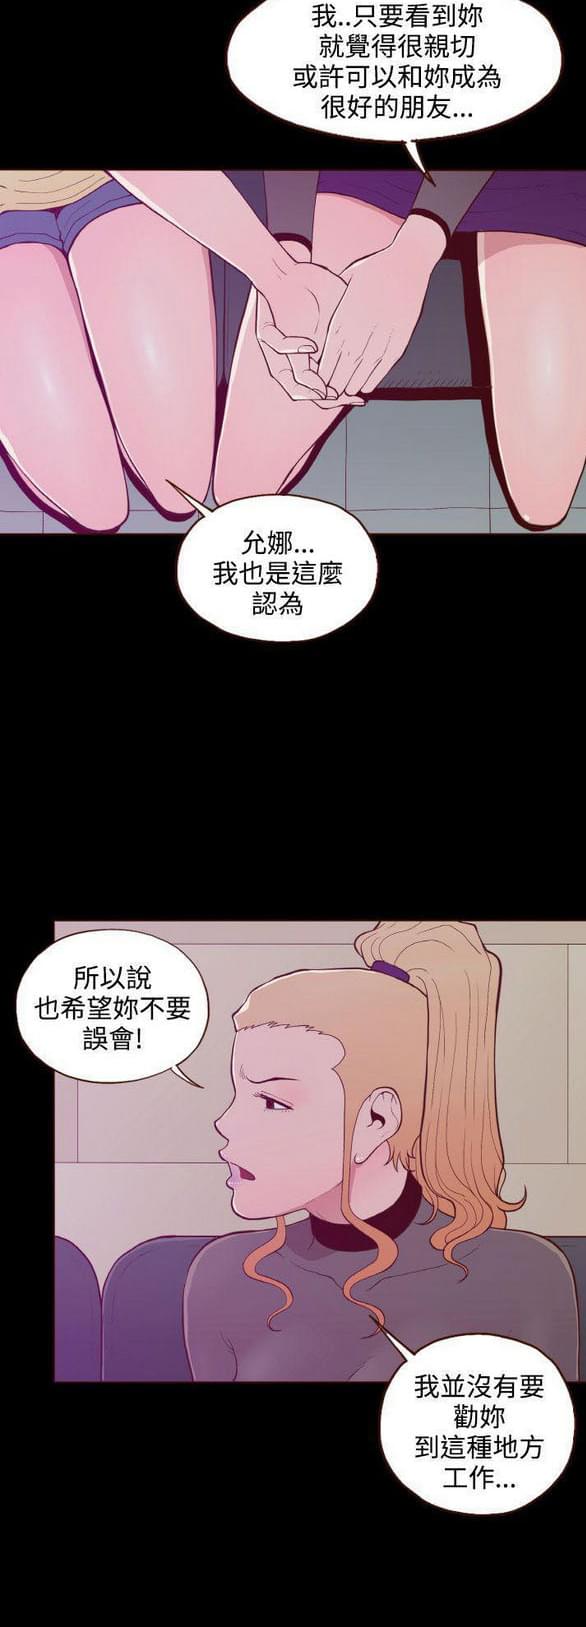 我..只要看到妳
就覺得很親切
或許可以和妳成為
很好的朋友...
允娜...
我也是這麼
認為
所以說
也希望妳不要
誤會!
我並沒有要
勸妳
到這種地方
工作...